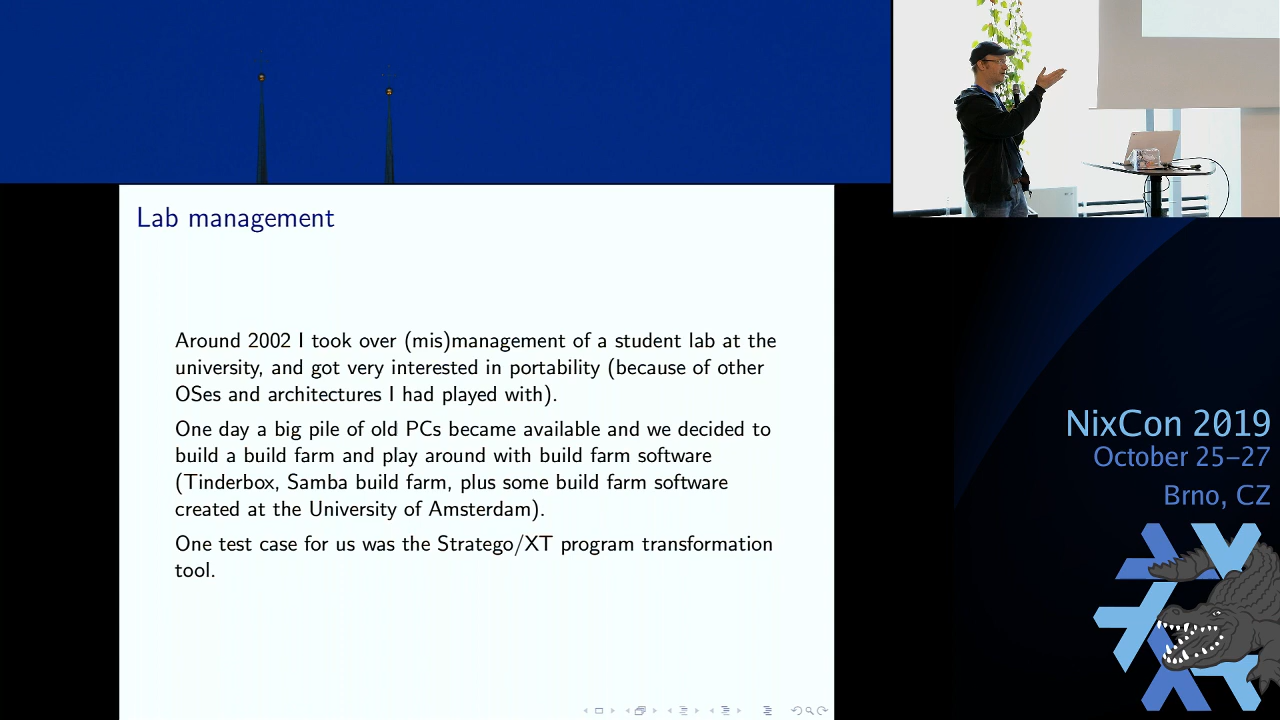 Lab management
Around 2002 I took over (mis)management of a student lab at the
university, and got very interested in portability (because of other
OSes and architectures I had played with).
One day a big pile of old PCs became available and we decided to
build a build farm and play around with build farm software
(Tinderbox, Samba build farm, plus some build farm software
created at the University of Amsterdam).
One test case for us was the Stratego/XT program transformation
tool.
NixCon 2019
October 25–27
Brno, CZ